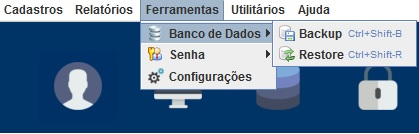 Cadastros Relatórios Ferramentas Utilitários Ajuda
Banco de Dados Backup Ctrl+Shift-B
Senha Restore Ctrl+Shift-R
Configurações